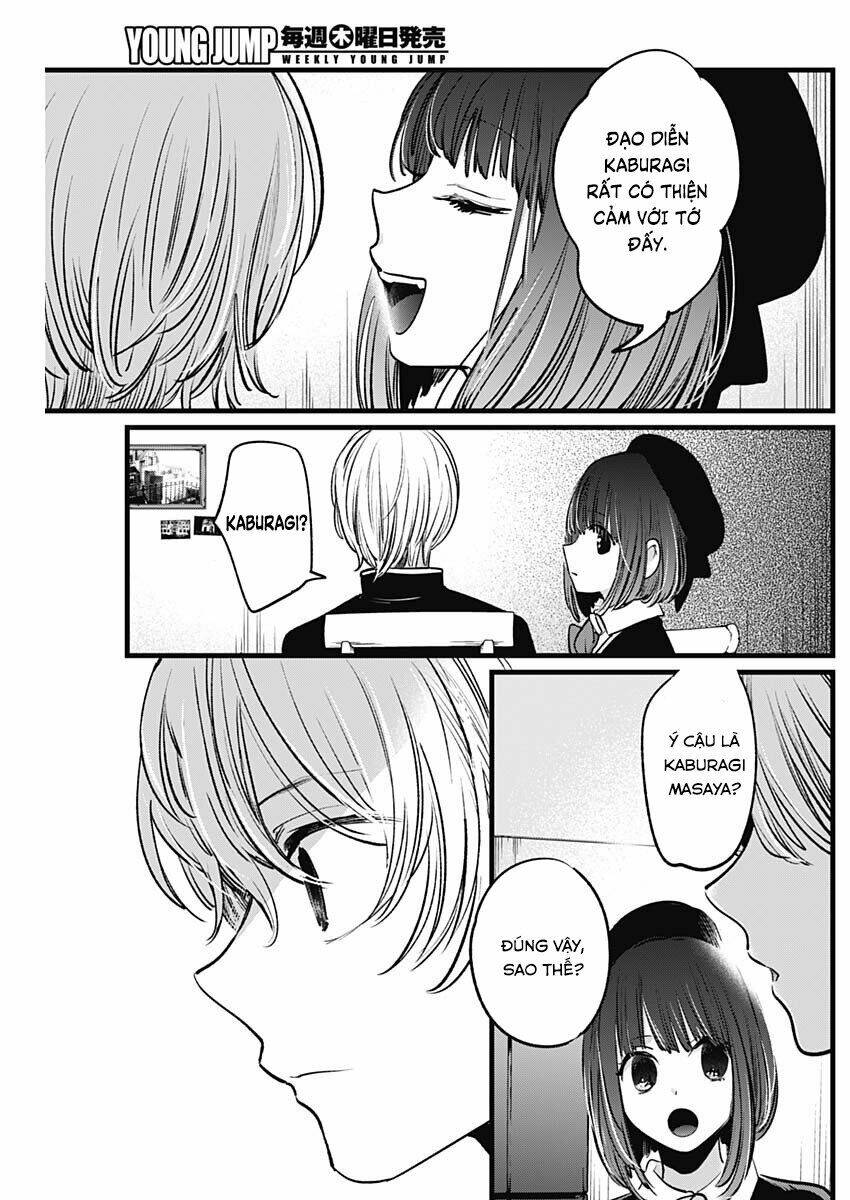 YOUNG JUMP 毎週木曜日発売
WEEKLY YOUNG JUMP
ĐẠO DIỄN
KABURAGI
RẤT CÓ THIỆN
CẢM VỚI TỚ
ĐẤY.
KABURAGI?
Ý CẬU LÀ
KABURAGI
MASAYA?
ĐÚNG VẬY,
SAO THẾ?